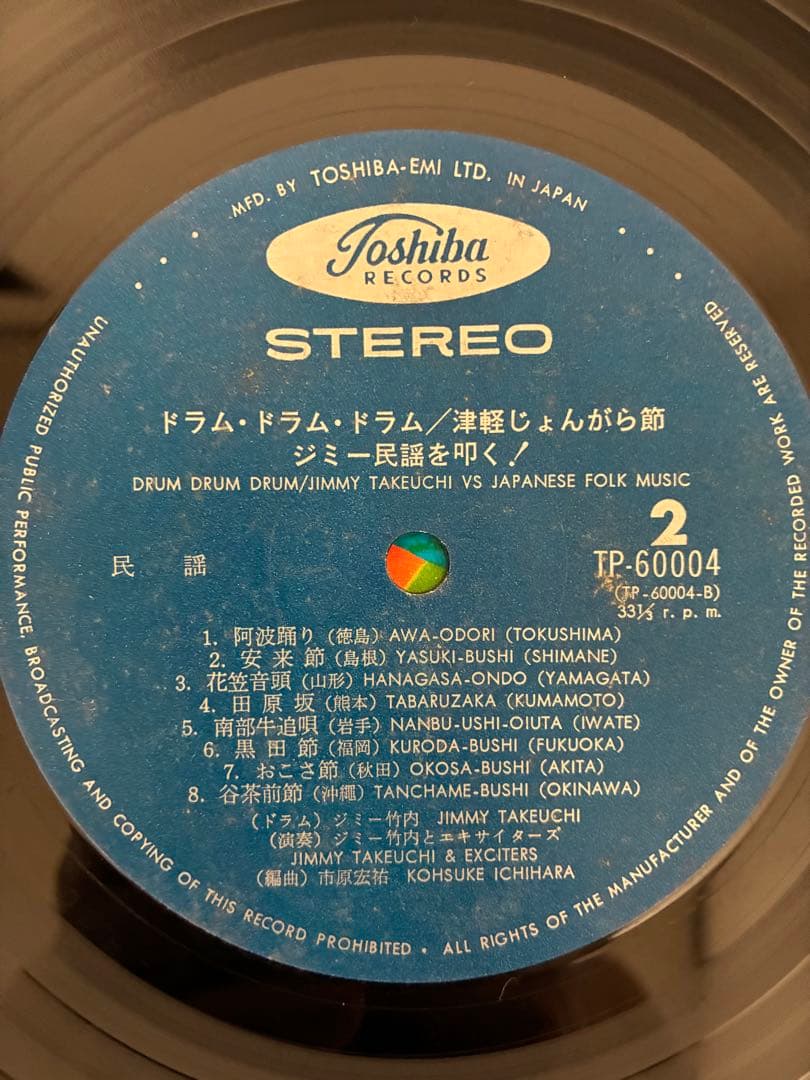 MFD. BY TOSHIBA-EMI LTD. IN JAPAN
Toshiba
RECORDS
STEREO
ドラム・ドラム・ドラム/津軽じょんがら節
ジミー民謡を叩く!
DRUM DRUM DRUM/JIMMY TAKEUCHI VS JAPANESE FOLK MUSIC
民謡
2
TP-60004
(TP-60004-B)
33⅓ r. p. m.
1. 阿波踊り (徳島) AWA-ODORI (TOKUSHIMA)
2. 安来節 (島根) YASUKI-BUSHI (SHIMANE)
3. 花笠音頭 (山形) HANAGASA-ONDO (YAMAGATA)
4. 田原坂 (熊本) TABARUZAKA (KUMAMOTO)
5. 南部牛追唄 (岩手) NANBU-USHI-OIUTA (IWATE)
6. 黒田節 (福岡) KURODA-BUSHI (FUKUOKA)
7. おこさ節 (秋田) OKOSA-BUSHI (AKITA)
8. 谷茶前節 (沖縄) TANCHAME-BUSHI (OKINAWA)
(ドラム) ジミー竹内 JIMMY TAKEUCHI
(演奏) ジミー竹内とエキサイターズ
JIMMY TAKEUCHI & EXCITERS
(編曲) 市原宏祐 KOHSUKE ICHIHARA
UNAUTHORIZED PUBLIC PERFORMANCE, BROADCASTING AND COPYING OF THIS RECORD PROHIBITED • ALL RIGHTS OF THE MANUFACTURER AND OF THE OWNER OF THE RECORDED WORK ARE RESERVED